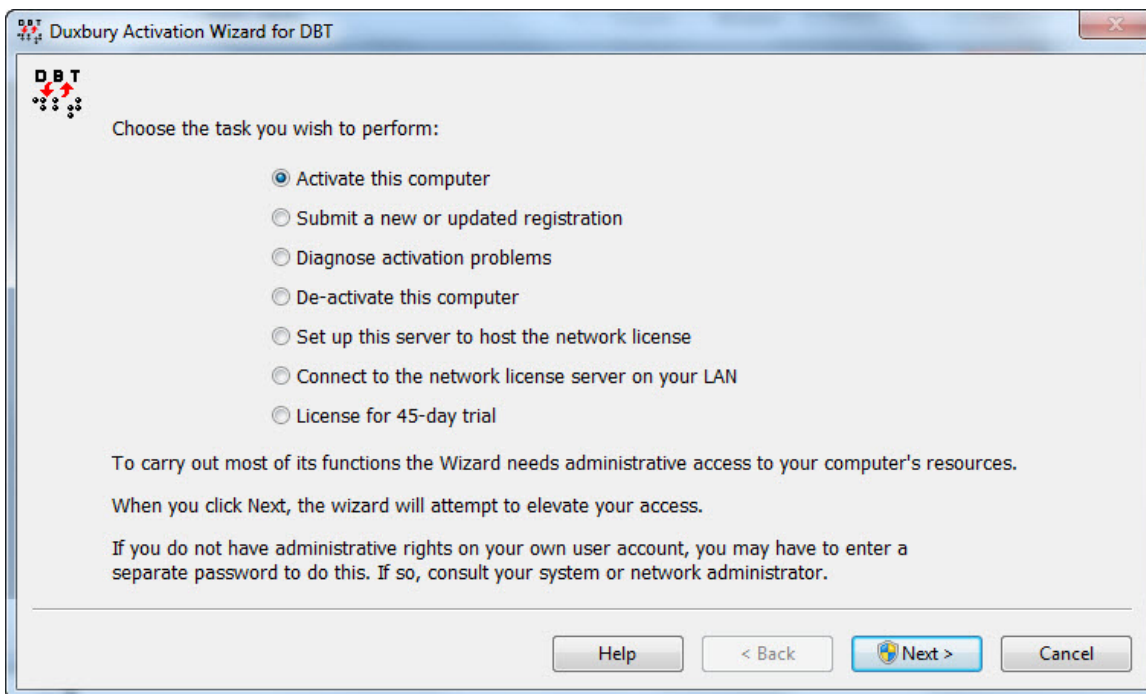 Duxbury Activation Wizard for DBT
DBT
Choose the task you wish to perform:
Activate this computer
Submit a new or updated registration
Diagnose activation problems
De-activate this computer
Set up this server to host the network license
Connect to the network license server on your LAN
License for 45-day trial
To carry out most of its functions the Wizard needs administrative access to your computer's resources.
When you click Next, the wizard will attempt to elevate your access.
If you do not have administrative rights on your own user account, you may have to enter a
separate password to do this. If so, consult your system or network administrator.
Help < Back Next > Cancel